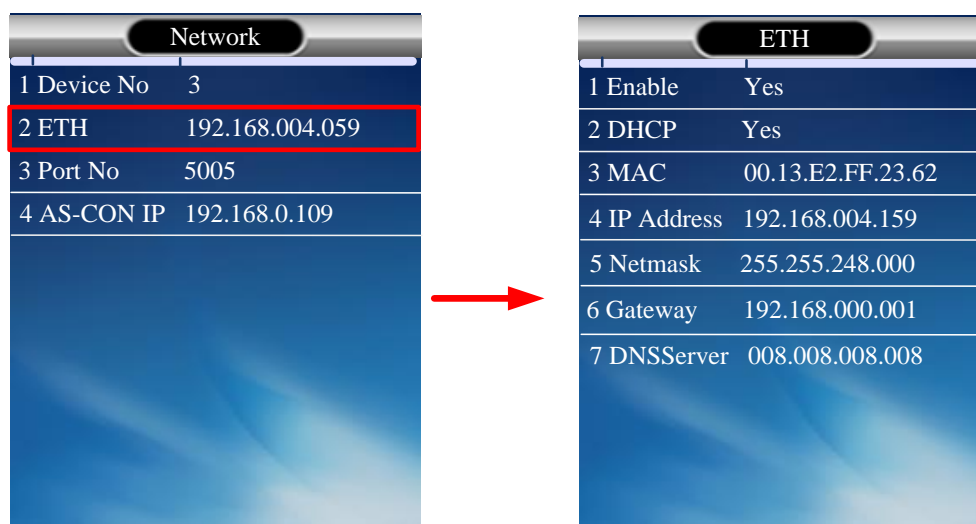 Network
1 Device No 3
2 ETH 192.168.004.059
3 Port No 5005
4 AS-CON IP 192.168.0.109
ETH
1 Enable Yes
2 DHCP Yes
3 MAC 00.13.E2.FF.23.62
4 IP Address 192.168.004.159
5 Netmask 255.255.248.000
6 Gateway 192.168.000.001
7 DNSServer 008.008.008.008